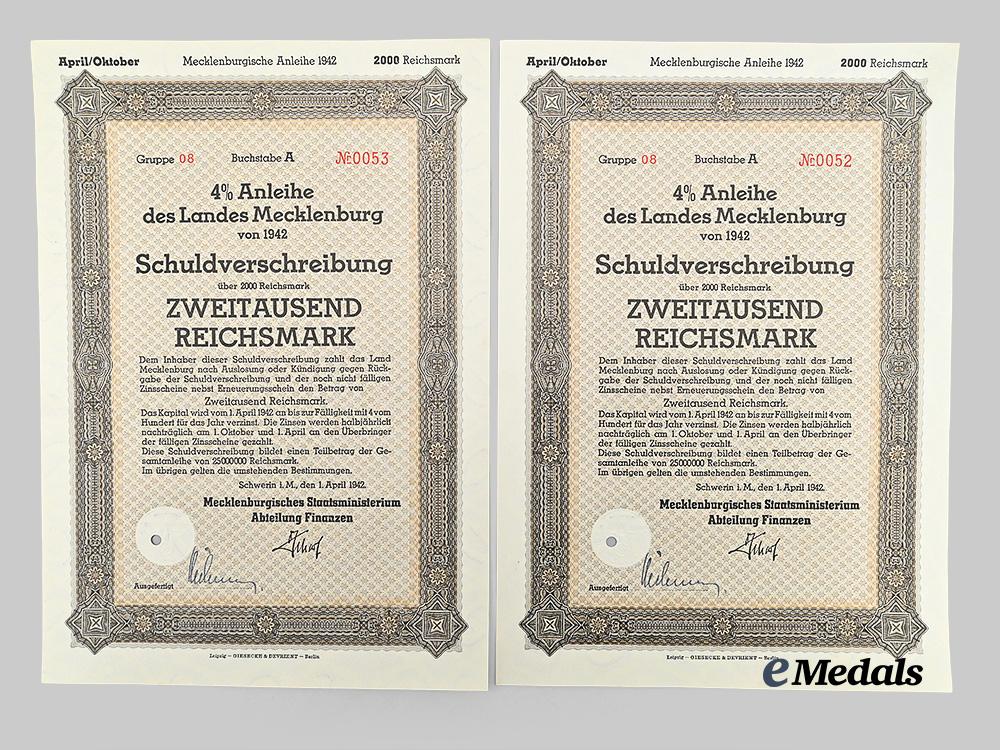 April/Oktober Mecklenburgische Anleihe 1942 2000 Reichsmark
Gruppe 08 Buchstabe A № 0053
4% Anleihe
des Landes Mecklenburg
von 1942
Schuldverschreibung
über 2000 Reichsmark
ZWEITAUSEND
REICHSMARK
Dem Inhaber dieser Schuldverschreibung zahlt das Land
Mecklenburg nach Auslosung oder Kündigung gegen Rück-
gabe der Schuldverschreibung und der noch nicht fälligen
Zinsscheine nebst Erneuerungsschein den Betrag von
Zweitausend Reichsmark.
Das Kapital wird vom 1. April 1942 an bis zur Fälligkeit mit 4 vom
Hundert für das Jahr verzinst. Die Zinsen werden halbjährlich
nachträglich am 1. Oktober und 1. April an den Überbringer
der fälligen Zinsscheine gezahlt.
Diese Schuldverschreibung bildet einen Teilbetrag der Ge-
samtanleihe von 25000000 Reichsmark.
Im übrigen gelten die umstehenden Bestimmungen.
Schwerin i. M., den 1. April 1942.
Mecklenburgisches Staatsministerium
Abteilung Finanzen
Ausgefertigt
Leipzig — GIESECKE & DEVRIENT — Berlin
April/Oktober Mecklenburgische Anleihe 1942 2000 Reichsmark
Gruppe 08 Buchstabe A № 0052
4% Anleihe
des Landes Mecklenburg
von 1942
Schuldverschreibung
über 2000 Reichsmark
ZWEITAUSEND
REICHSMARK
Dem Inhaber dieser Schuldverschreibung zahlt das Land
Mecklenburg nach Auslosung oder Kündigung gegen Rück-
gabe der Schuldverschreibung und der noch nicht fälligen
Zinsscheine nebst Erneuerungsschein den Betrag von
Zweitausend Reichsmark.
Das Kapital wird vom 1. April 1942 an bis zur Fälligkeit mit 4 vom
Hundert für das Jahr verzinst. Die Zinsen werden halbjährlich
nachträglich am 1. Oktober und 1. April an den Überbringer
der fälligen Zinsscheine gezahlt.
Diese Schuldverschreibung bildet einen Teilbetrag der Ge-
samtanleihe von 25000000 Reichsmark.
Im übrigen gelten die umstehenden Bestimmungen.
Schwerin i. M., den 1. April 1942.
Mecklenburgisches Staatsministerium
Abteilung Finanzen
Ausgefertigt
Leipzig — GIESECKE & DEVRIENT — Berlin
eMedals